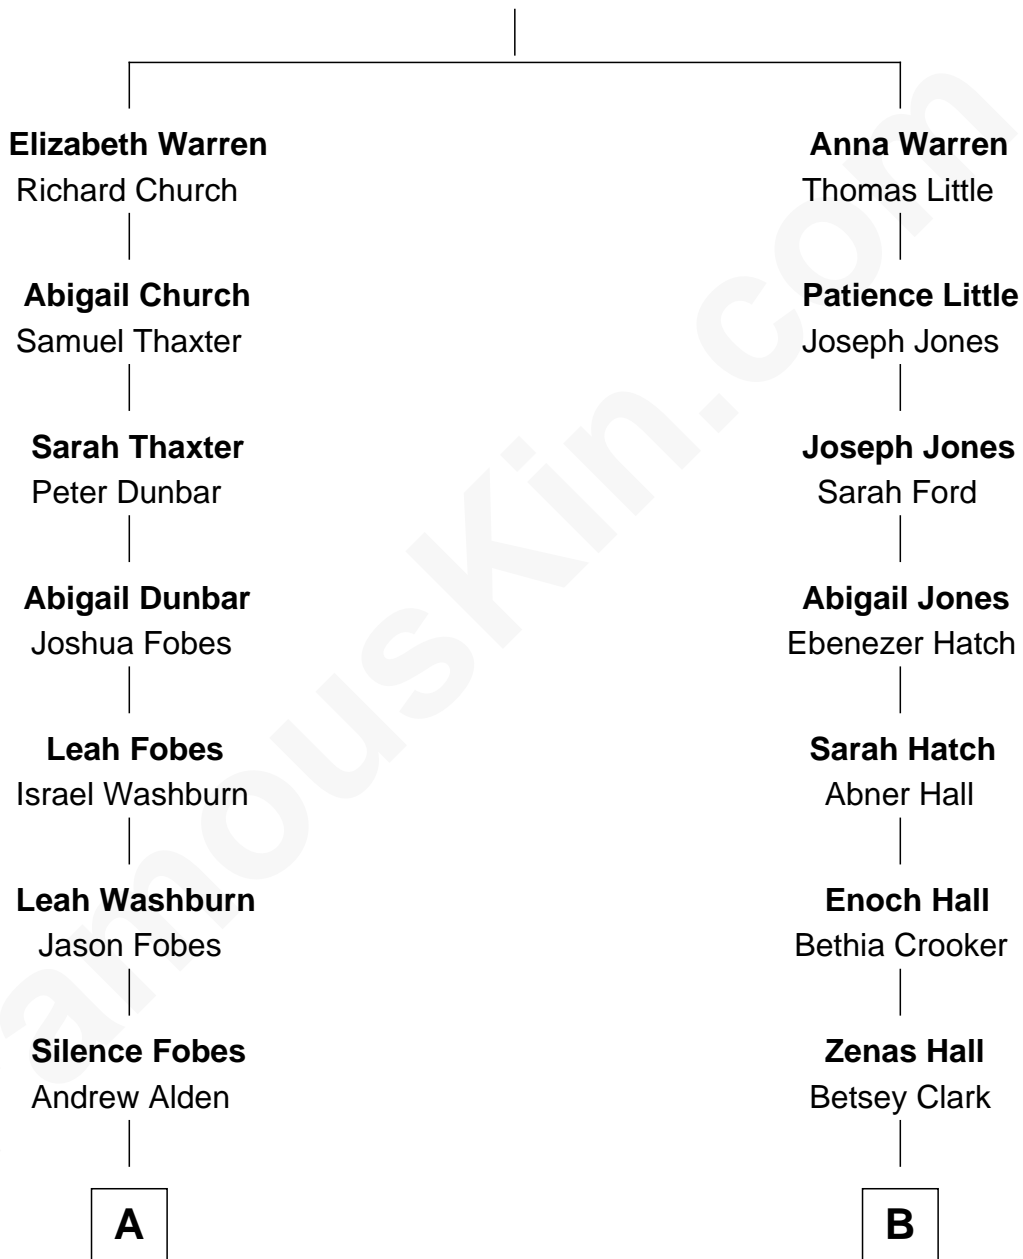 Elizabeth Warren
Richard Church
Anna Warren
Thomas Little
Abigail Church
Samuel Thaxter
Patience Little
Joseph Jones
Sarah Thaxter
Peter Dunbar
Joseph Jones
Sarah Ford
Abigail Dunbar
Joshua Fobes
Abigail Jones
Ebenezer Hatch
Leah Fobes
Israel Washburn
Sarah Hatch
Abner Hall
Leah Washburn
Jason Fobes
Enoch Hall
Bethia Crooker
Silence Fobes
Andrew Alden
Zenas Hall
Betsey Clark
A
B
amouskin.com